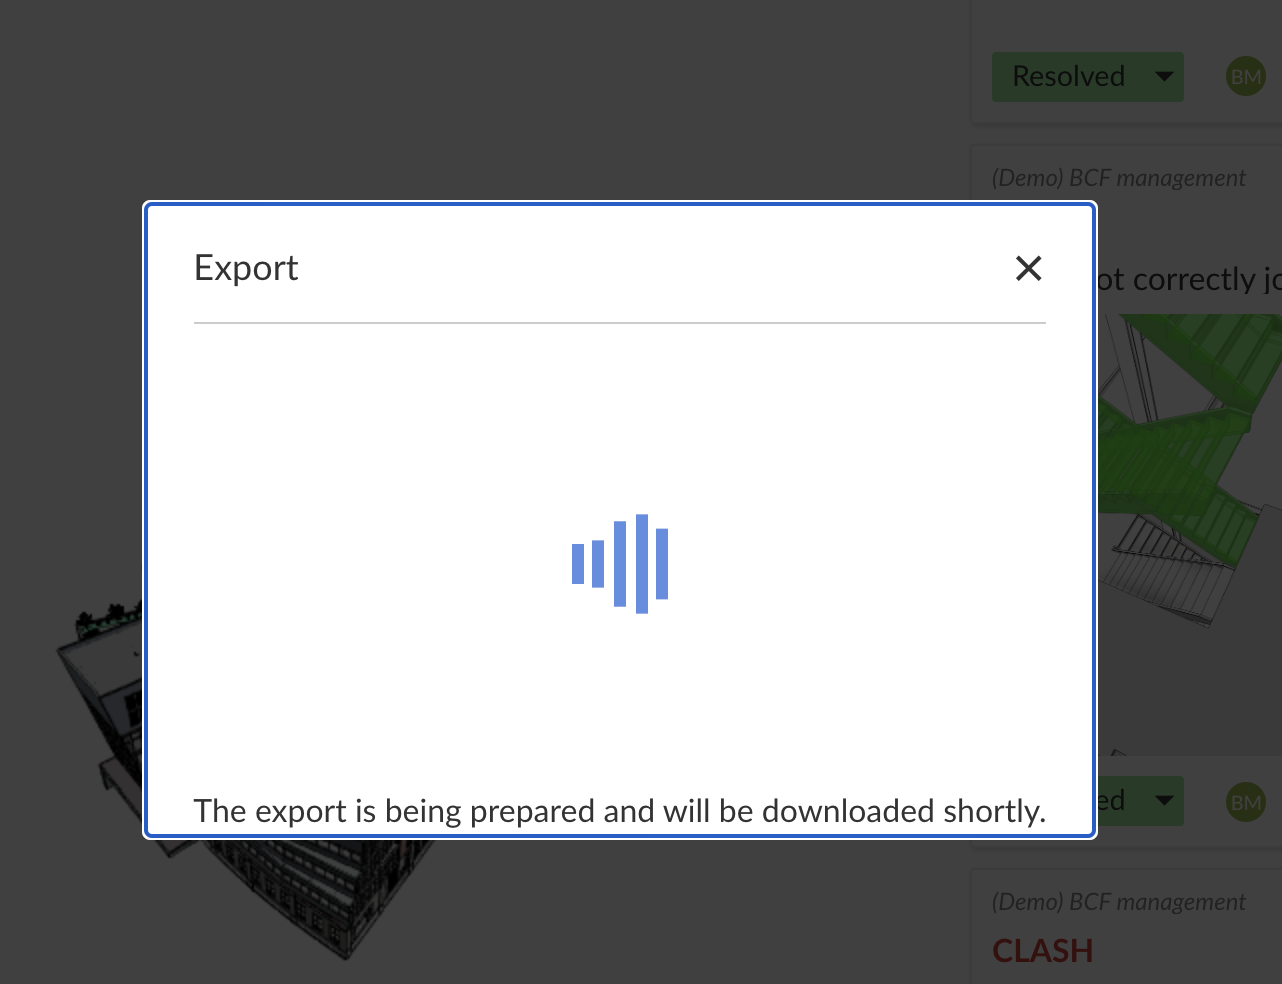 Resolved
BM
(Demo) BCF management
Export
ot correctly jo
The export is being prepared and will be downloaded shortly.
ed
BM
(Demo) BCF management
CLASH